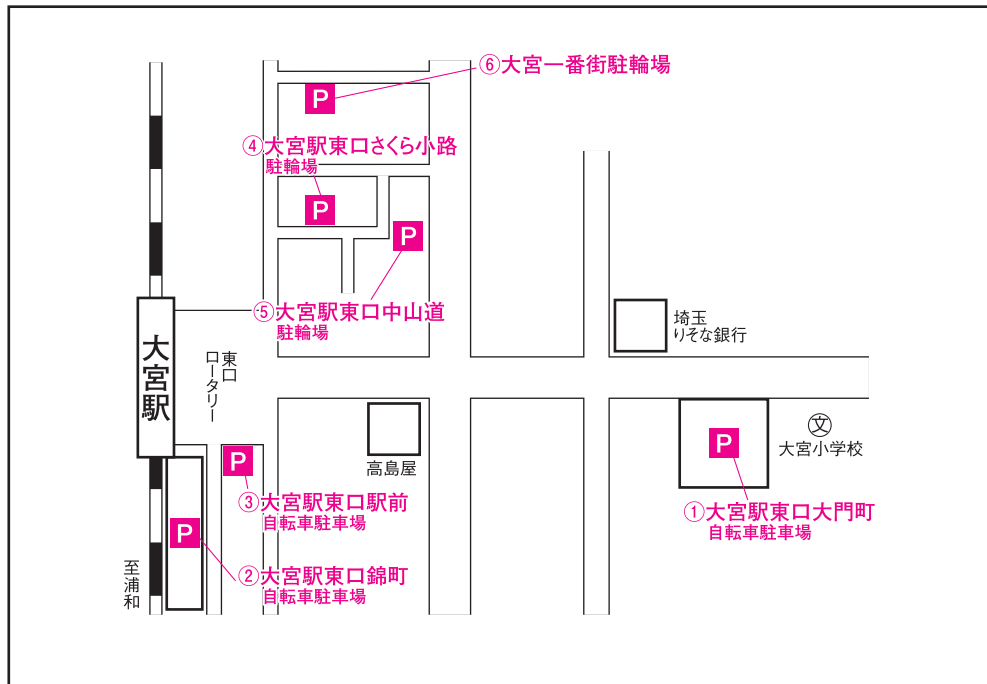 ⑥大宮一番街駐輪場
P
④大宮駅東口さくら小路
駐輪場
P
P
⑤大宮駅東口中山道
駐輪場
大宮駅
東口
ロータリー
埼玉
りそな銀行
高島屋
文
大宮小学校
P
①大宮駅東口大門町
自転車駐車場
P
③大宮駅東口駅前
自転車駐車場
P
②大宮駅東口錦町
自転車駐車場
至浦和